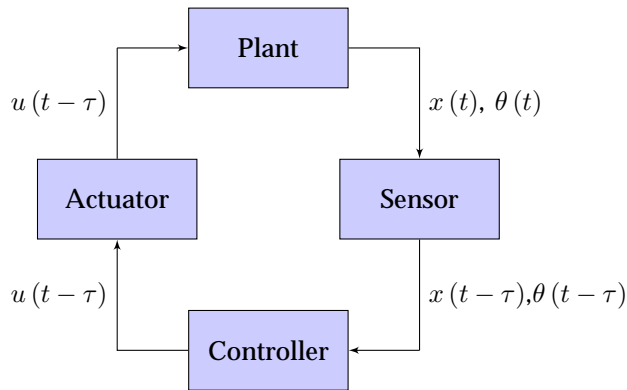 Plant
u (t − τ)
x (t), θ (t)
Actuator
Sensor
u (t − τ)
x (t − τ),θ (t − τ)
Controller